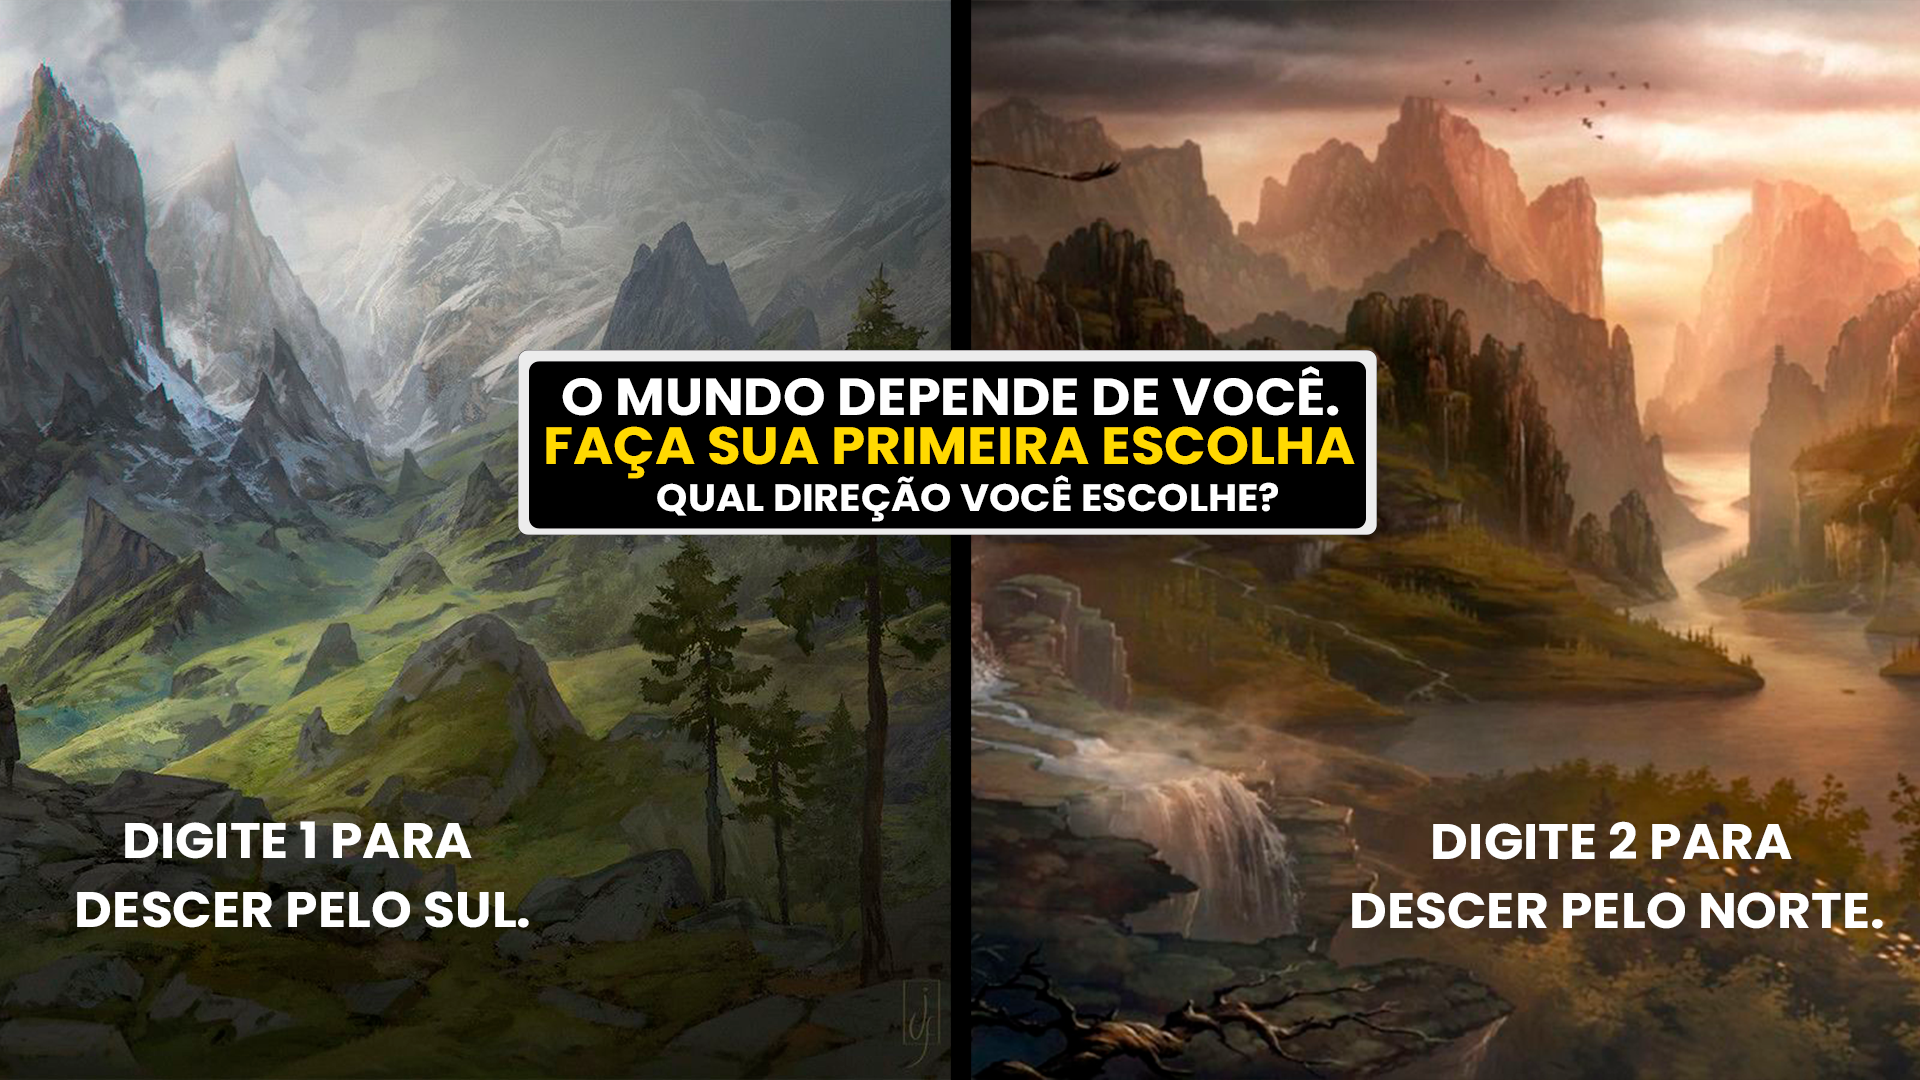 O MUNDO DEPENDE DE VOCÊ.
FAÇA SUA PRIMEIRA ESCOLHA
QUAL DIREÇÃO VOCÊ ESCOLHE?
DIGITE 1 PARA
DESCER PELO SUL.
DIGITE 2 PARA
DESCER PELO NORTE.